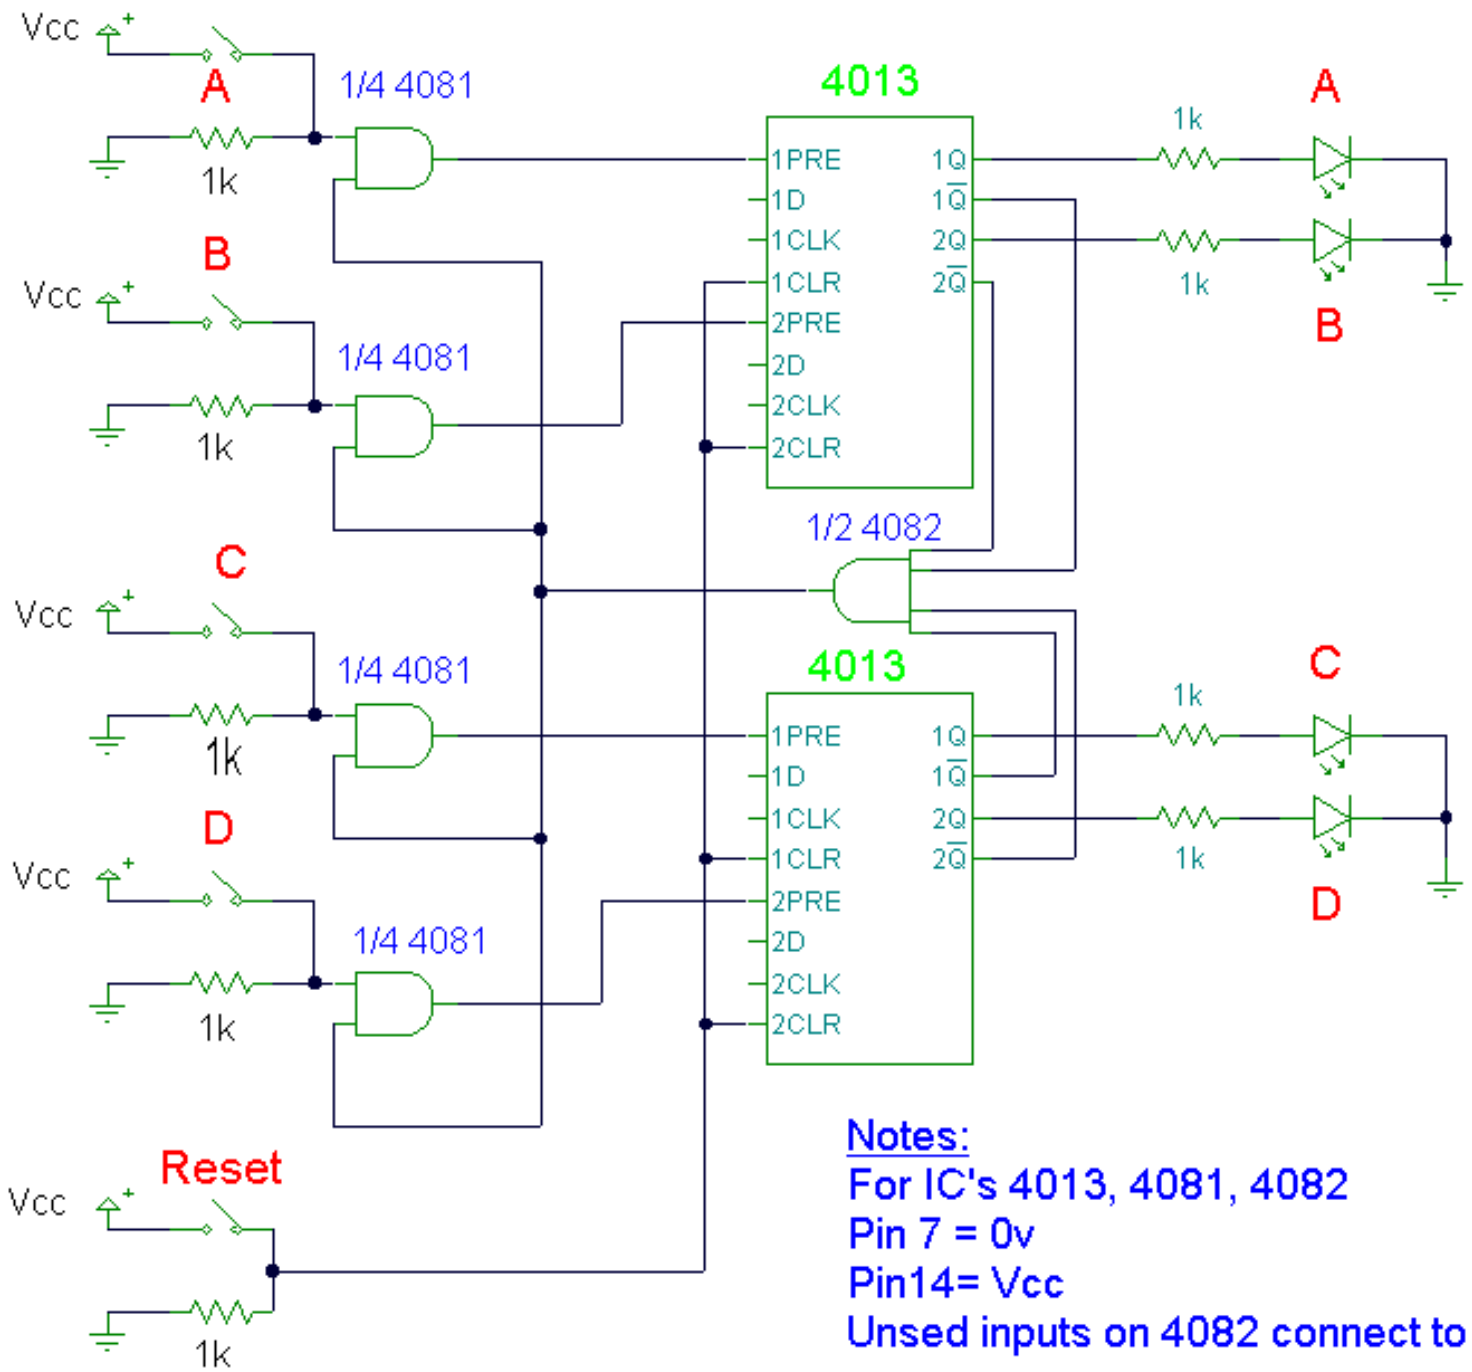 Vcc +
A
1k
1/4 4081
B
Vcc +
1k
1/4 4081
C
Vcc +
1k
1/4 4081
D
Vcc +
1k
1/4 4081
Reset
Vcc +
1k
4013
1PRE 1Q
1D 1Q̅
1CLK 2Q
1CLR 2Q̅
2PRE
2D
2CLK
2CLR
1k
A
1k
B
1/2 4082
4013
1PRE 1Q
1D 1Q̅
1CLK 2Q
1CLR 2Q̅
2PRE
2D
2CLK
2CLR
1k
C
1k
D
Notes:
For IC's 4013, 4081, 4082
Pin 7 = 0v
Pin14= Vcc
Unsed inputs on 4082 connect to